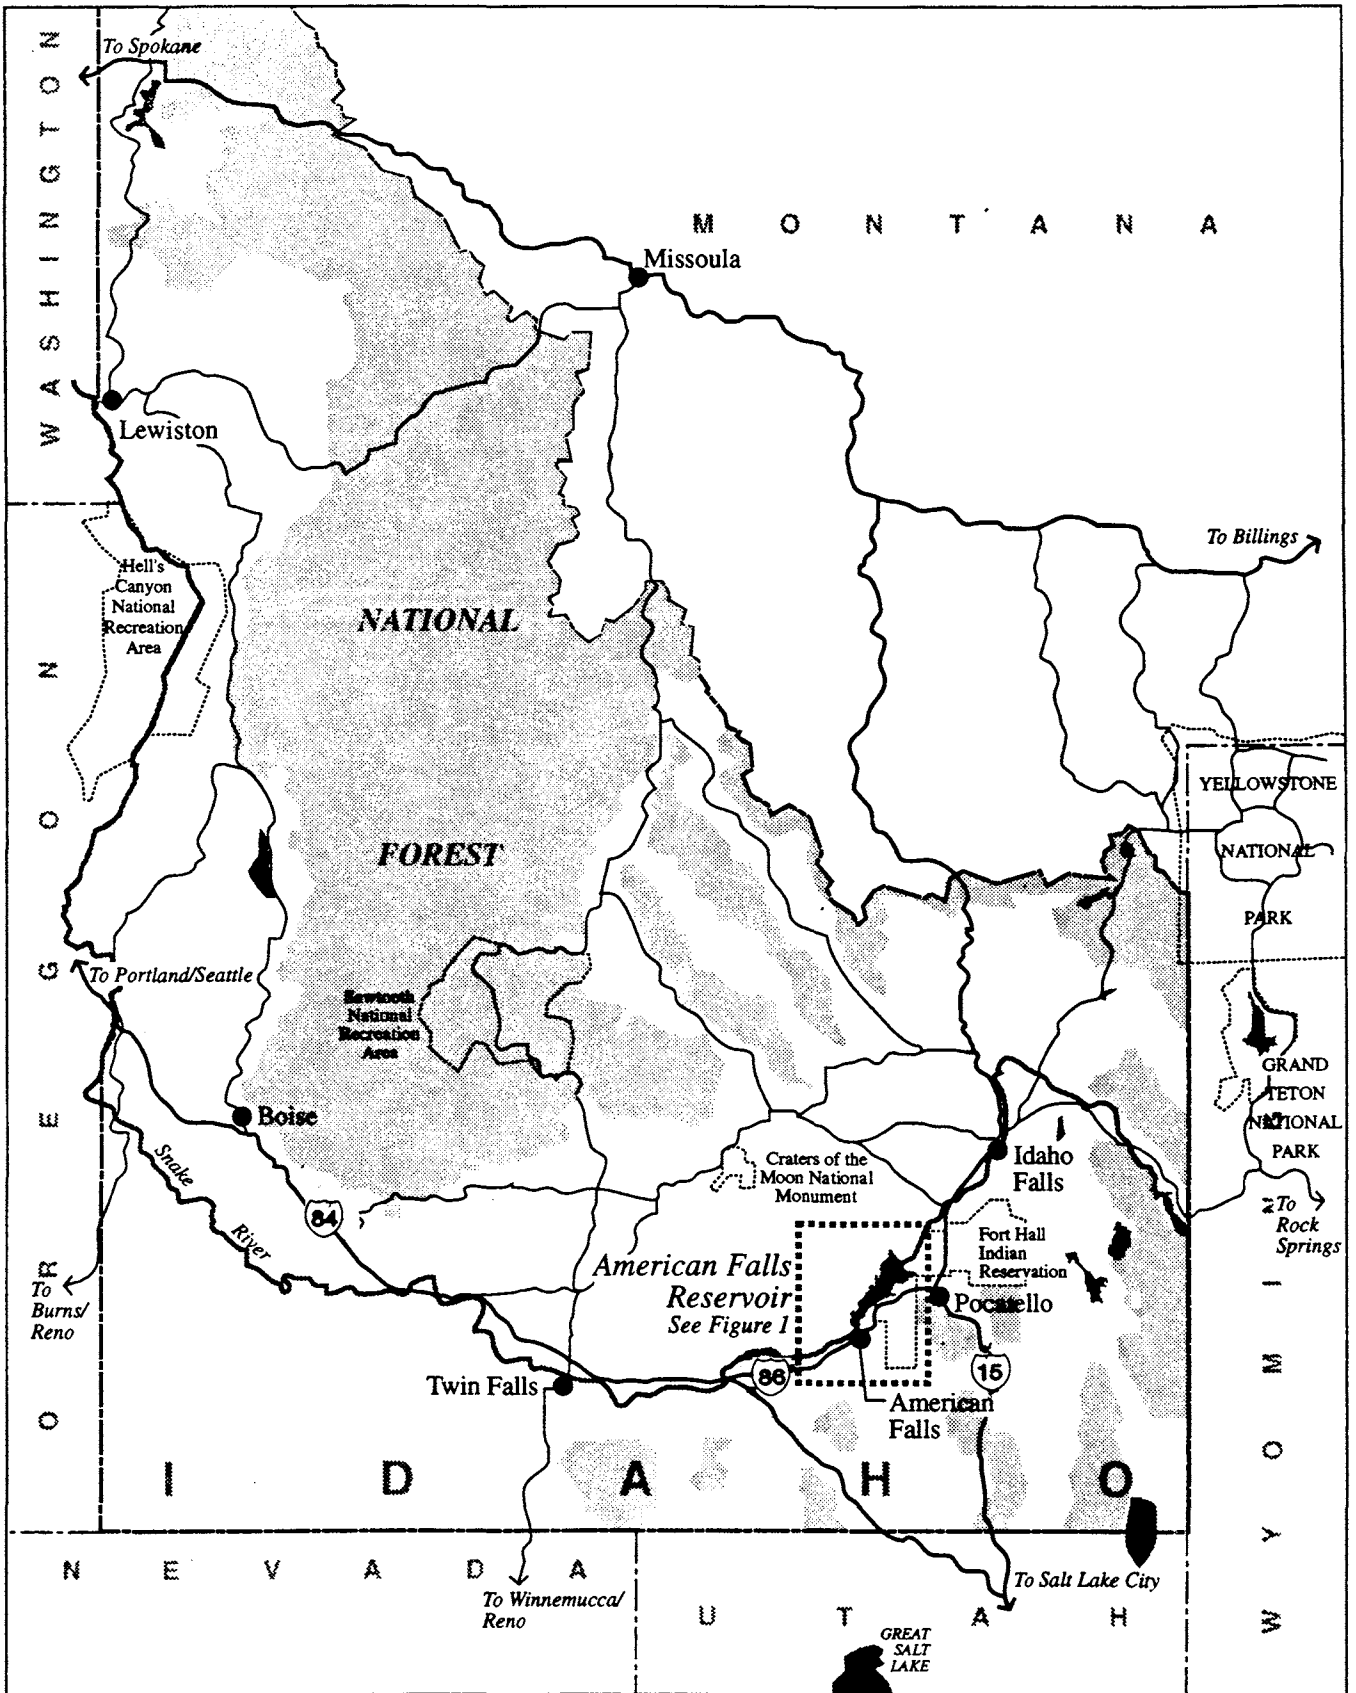 To Spokane
WASHINGTON
MONTANA
Missoula
Lewiston
To Billings
Hell's
Canyon
National
Recreation
Area
NATIONAL
FOREST
OREGON
YELLOWSTONE
NATIONAL
PARK
To Portland/Seattle
Sawtooth
National
Recreation
Area
GRAND
TETON
NATIONAL
PARK
Boise
Snake
River
84
Craters of the
Moon National
Monument
Idaho
Falls
To
Rock
Springs
Fort Hall
Indian
Reservation
American Falls
Reservoir
See Figure 1
Pocatello
To
Burns/
Reno
86
15
Twin Falls
American
Falls
IDAHO
WYOMING
NEVADA
To Winnemucca/
Reno
To Salt Lake City
UTAH
GREAT
SALT
LAKE